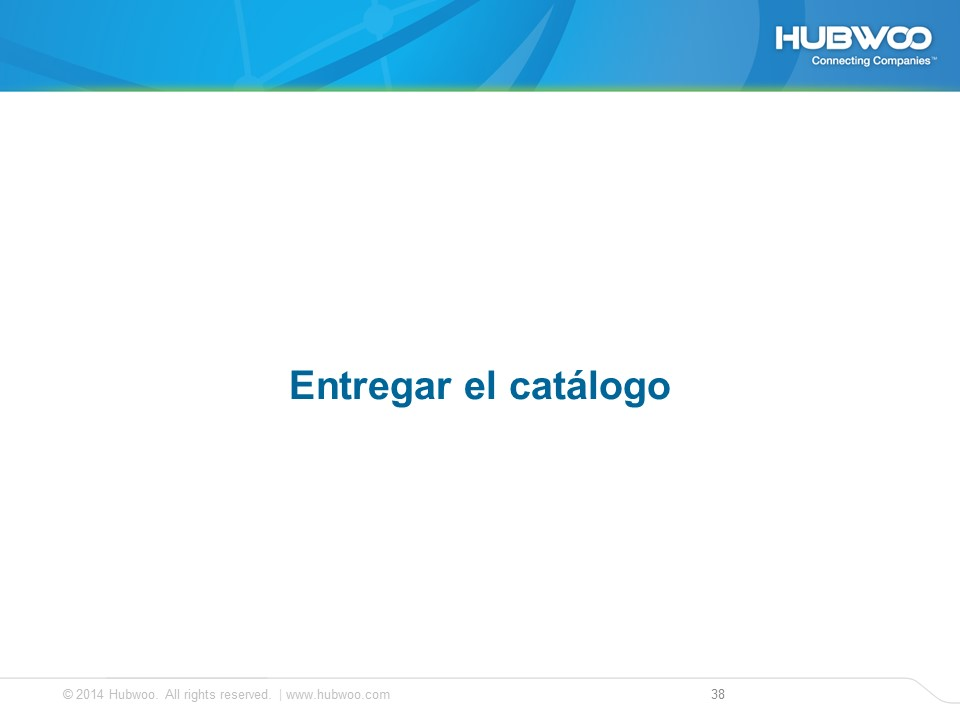 HUBWOO
Connecting Companies™
Entregar el catálogo
© 2014 Hubwoo. All rights reserved. | www.hubwoo.com
38